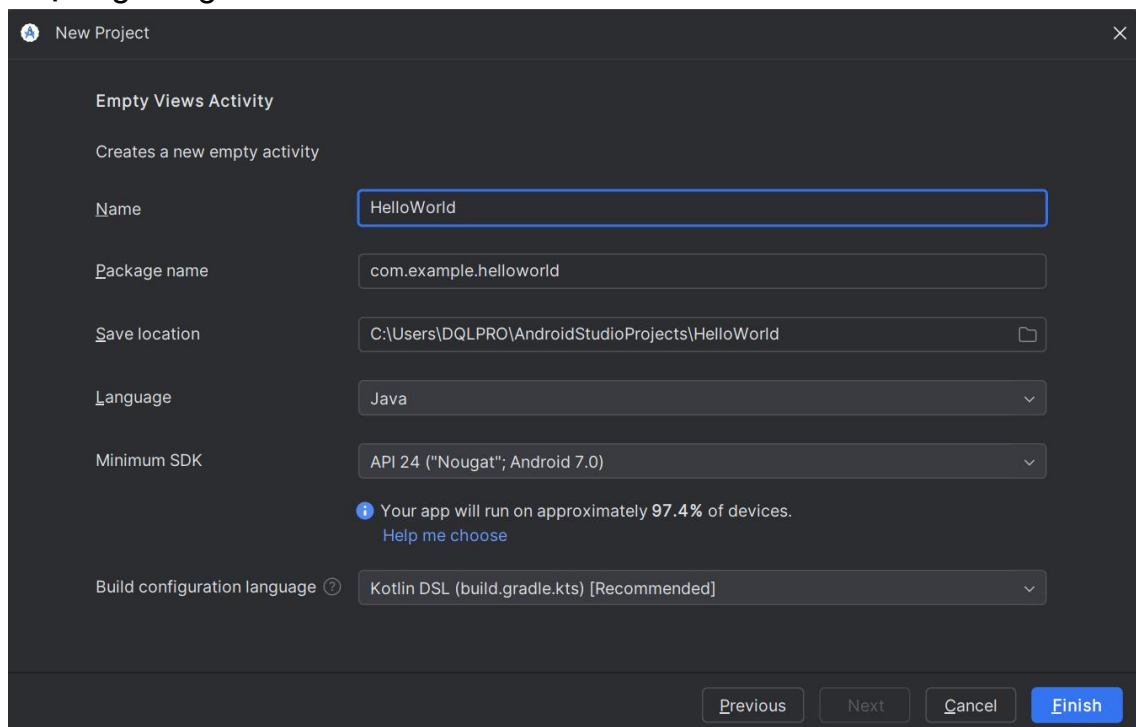 New Project
Empty Views Activity
Creates a new empty activity
Name HelloWorld
Package name com.example.helloworld
Save location C:\Users\DQLPRO\AndroidStudioProjects\HelloWorld
Language Java
Minimum SDK API 24 ("Nougat"; Android 7.0)
Your app will run on approximately 97.4% of devices.
Help me choose
Build configuration language Kotlin DSL (build.gradle.kts) [Recommended]
Previous Next Cancel Finish